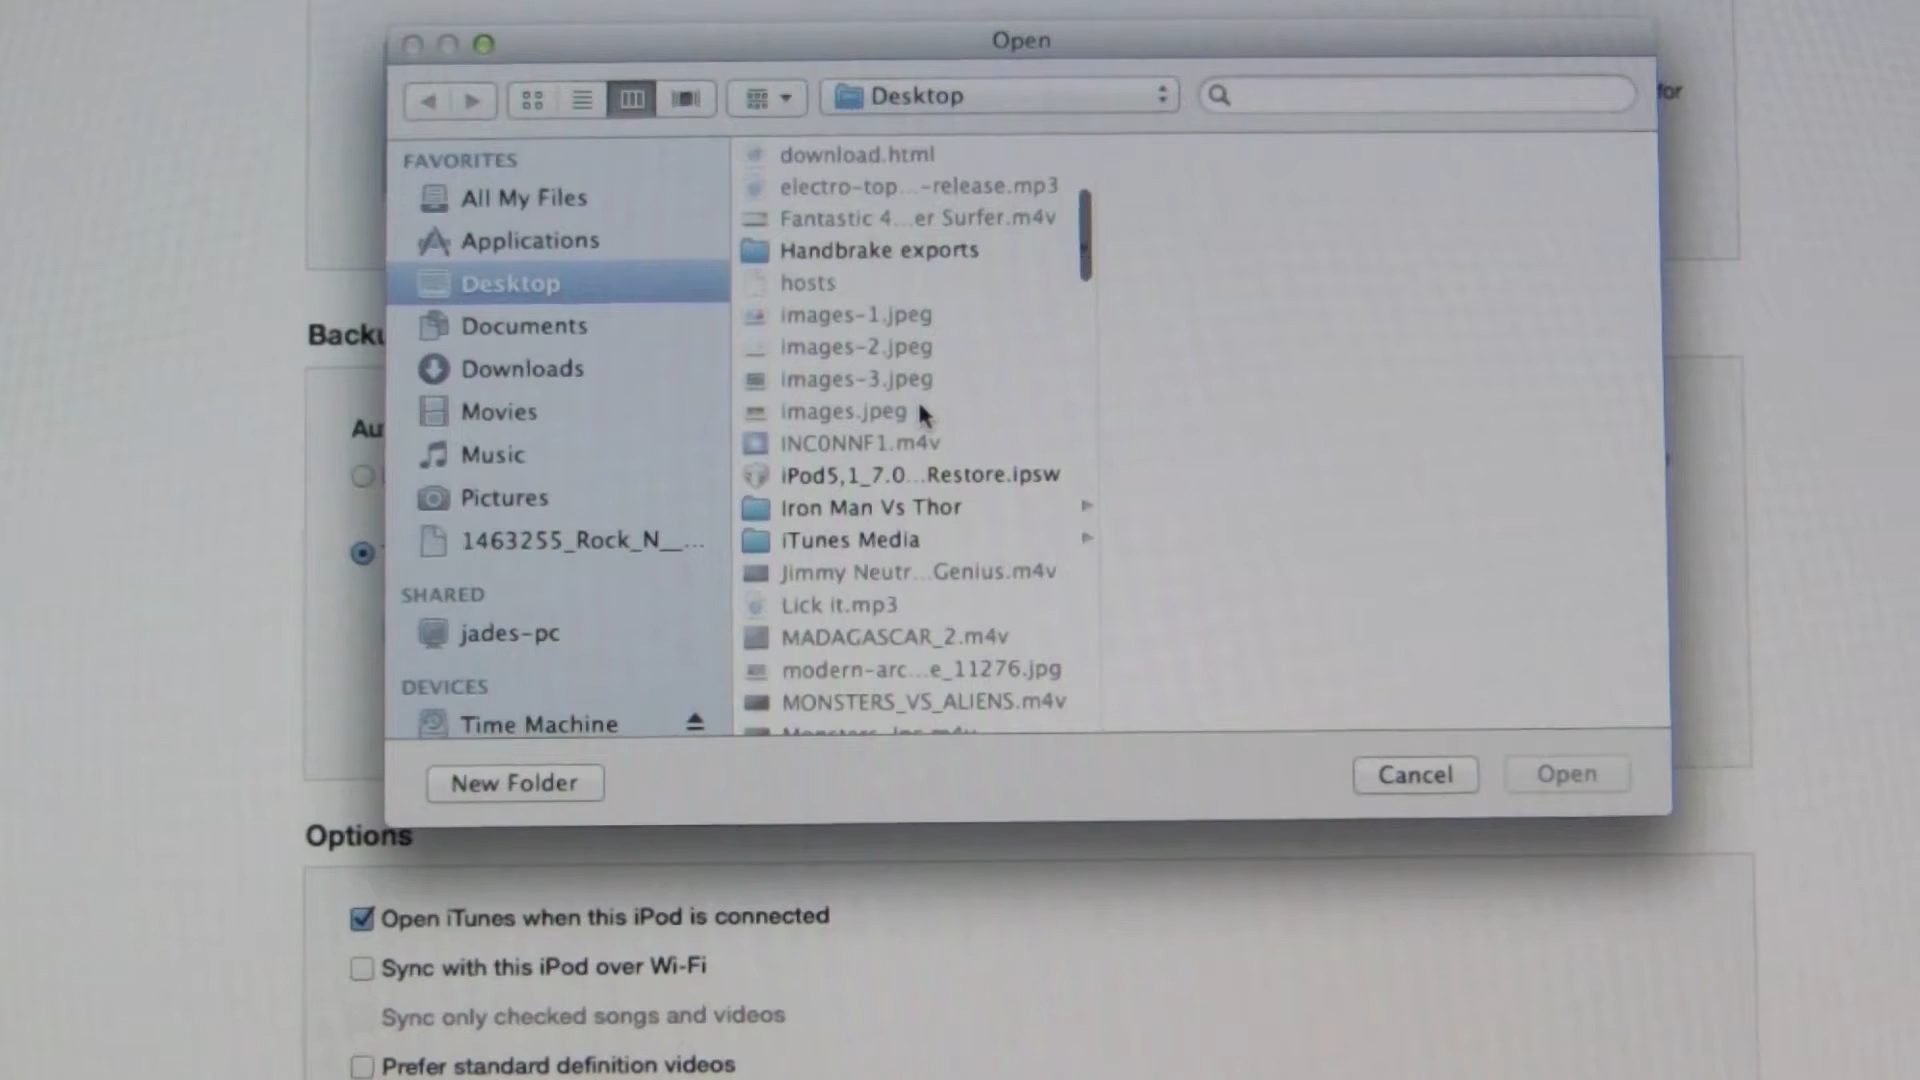 Open
Desktop
for
FAVORITES
All My Files
Applications
Desktop
Documents
Downloads
Movies
Music
Pictures
1463255_Rock_N__...
SHARED
jades-pc
DEVICES
Time Machine
download.html
electro-top...-release.mp3
Fantastic 4...er Surfer.m4v
Handbrake exports
hosts
images-1.jpeg
images-2.jpeg
images-3.jpeg
images.jpeg
INC0NNF1.m4v
iPod5,1_7.0...Restore.ipsw
Iron Man Vs Thor
iTunes Media
Jimmy Neutr...Genius.m4v
Lick it.mp3
MADAGASCAR_2.m4v
modern-arc...e_11276.jpg
MONSTERS_VS_ALIENS.m4v
New Folder
Cancel
Open
Backu
Au
Options
Open iTunes when this iPod is connected
Sync with this iPod over Wi-Fi
Sync only checked songs and videos
Prefer standard definition videos